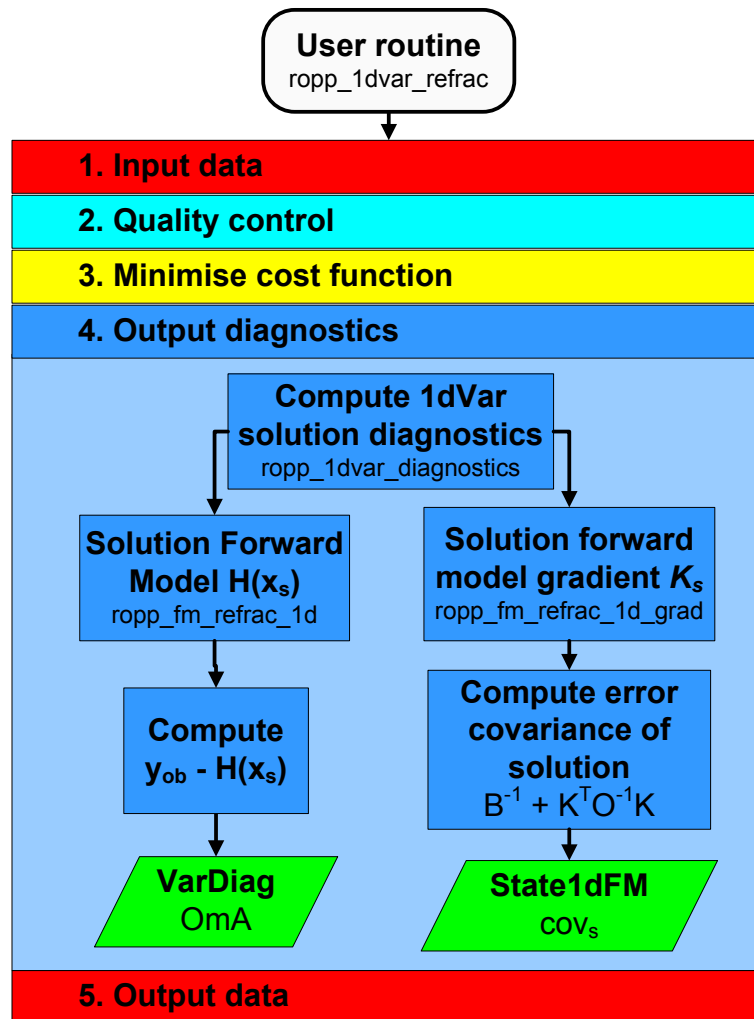 User routine
ropp_1dvar_refrac
1. Input data
2. Quality control
3. Minimise cost function
4. Output diagnostics
Compute 1dVar
solution diagnostics
ropp_1dvar_diagnostics
Solution Forward
Model H(xₛ)
ropp_fm_refrac_1d
Compute
y_ob - H(xₛ)
VarDiag
OmA
Solution forward
model gradient Kₛ
ropp_fm_refrac_1d_grad
Compute error
covariance of
solution
B⁻¹ + KᵀO⁻¹K
State1dFM
covₛ
5. Output data